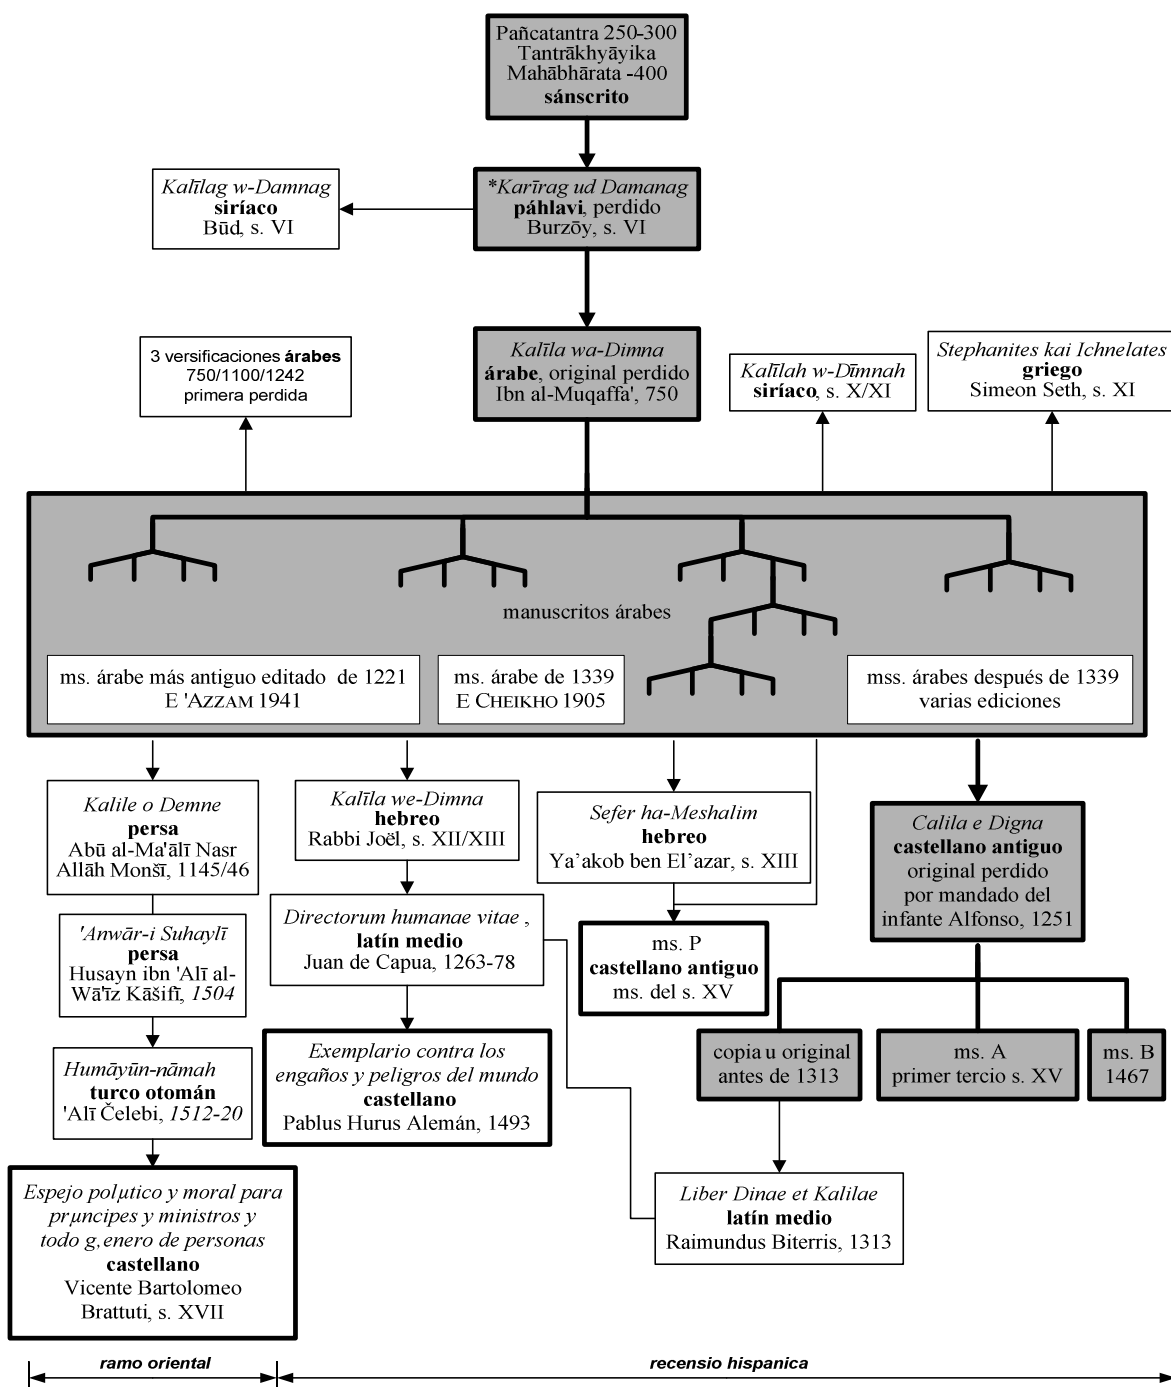 Pañcatantra 250-300
Tantrākhyāyika
Mahābhārata -400
sánscrito
Kalīlag w-Damnag
siríaco
Būd, s. VI
*Karīrag ud Damanag
páhlavi, perdido
Burzōy, s. VI
3 versificaciones árabes
750/1100/1242
primera perdida
Kalīla wa-Dimna
árabe, original perdido
Ibn al-Muqaffa', 750
Kalīlah w-Dīmnah
siríaco, s. X/XI
Stephanites kai Ichnelates
griego
Simeon Seth, s. XI
manuscritos árabes
ms. árabe más antiguo editado de 1221
E 'AZZAM 1941
ms. árabe de 1339
E CHEIKHO 1905
mss. árabes después de 1339
varias ediciones
Kalile o Demne
persa
Abū al-Ma'ālī Nasr
Allāh Monšī, 1145/46
Kalīla we-Dimna
hebreo
Rabbi Joël, s. XII/XIII
Sefer ha-Meshalim
hebreo
Ya'akob ben El’azar, s. XIII
Calila e Digna
castellano antiguo
original perdido
por mandado del
infante Alfonso, 1251
'Anwār-i Suhaylī
persa
Husayn ibn 'Alī al-
Wā'īz Kāšifī, 1504
Directorum humanae vitae ,
latín medio
Juan de Capua, 1263-78
ms. P
castellano antiguo
ms. del s. XV
Humāyūn-nāmah
turco otomán
'Alī Čelebi, 1512-20
Exemplario contra los
engaños y peligros del mundo
castellano
Pablus Hurus Alemán, 1493
copia u original
antes de 1313
ms. A
primer tercio s. XV
ms. B
1467
Espejo polµtico y moral para
prµncipes y ministros y
todo g‚enero de personas
castellano
Vicente Bartolomeo
Brattuti, s. XVII
Liber Dinae et Kalilae
latín medio
Raimundus Biterris, 1313
ramo oriental
recensio hispanica